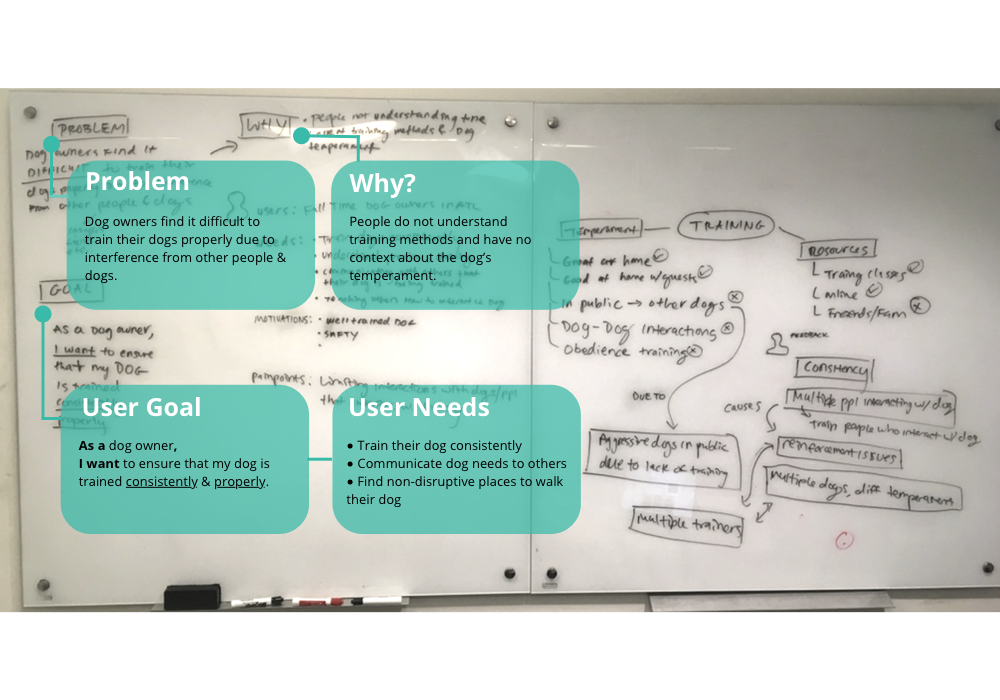 PROBLEM
Dog owners find it
DIFFICULT to train their
from other people & dogs
WHY
• people not understanding
training methods & Dog
temperament
Problem
Dog owners find it difficult to
train their dogs properly due to
interference from other people &
dogs.
Why?
People do not understand
training methods and have no
context about the dog's
temperament.
users: Full Time DOG owners in ATL
needs:
MOTIVATIONS: • Well trained DOG
• SAFETY
•
painpoints: Limiting interactions with dogs/ppl
GOAL
As a Dog owner,
I want to ensure
that my DOG
is trained
consistently
properly
User Goal
As a dog owner,
I want to ensure that my dog is
trained consistently & properly.
User Needs
• Train their dog consistently
• Communicate dog needs to others
• Find non-disruptive places to walk
their dog
TRAINING
Temperament
Great at home
Good at home w/guests
In public → other dogs
Dog-Dog Interactions
Obedience training
DUE TO
Aggressive dogs in public
due to lack of training
Multiple trainers
RESOURCES
Training classes
Online
Friends/Fam
FEEDBACK
CONSISTENCY
CAUSES
Multiple ppl interacting w/ dog
train people who interact w/ dog
reinforcement issues
Multiple dogs, diff temperaments